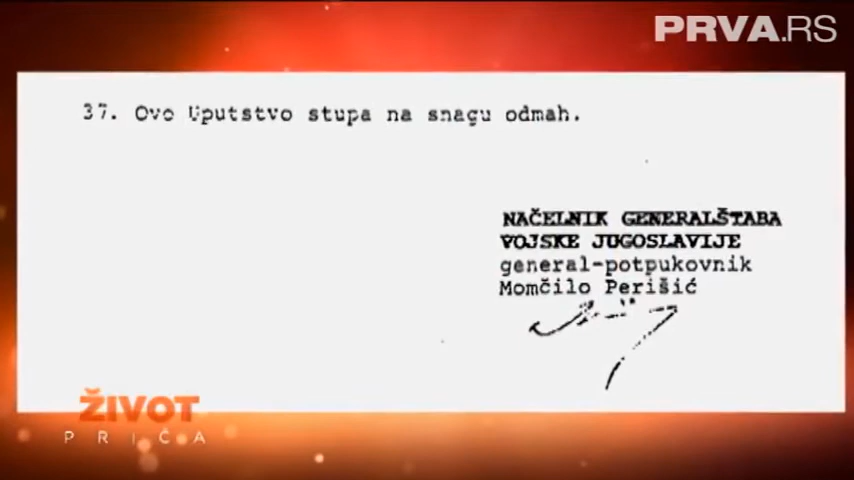 PRVA.RS
37. Ovo Uputstvo stupa na snagu odmah.
NAČELNIK GENERALŠTABA
VOJSKE JUGOSLAVIJE
general-potpukovnik
Momčilo Perišić
ŽIVOT
PRIČA